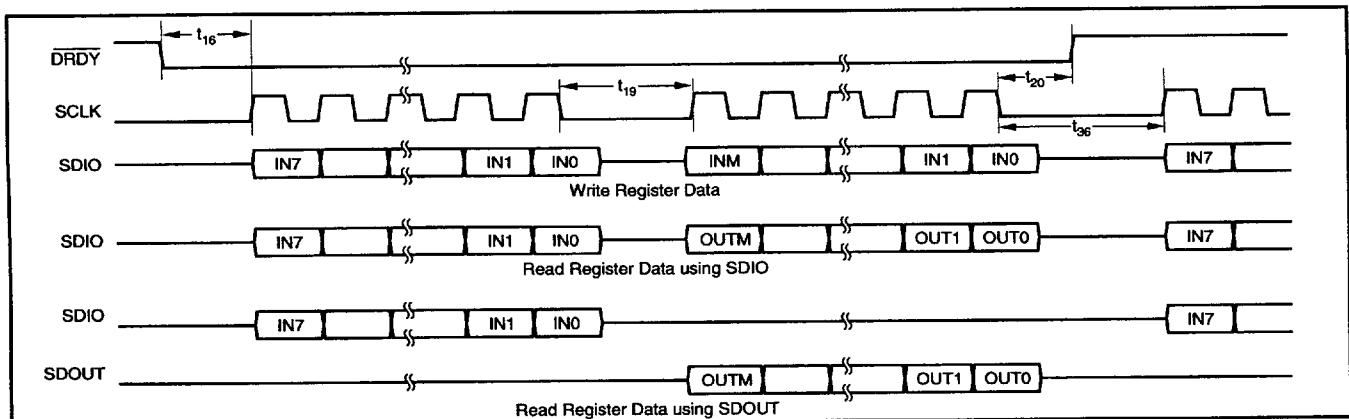 DRDY t16
t19 t20
SCLK
t36
SDIO IN7 IN1 IN0 INM IN1 IN0 IN7
Write Register Data
SDIO IN7 IN1 IN0 OUTM OUT1 OUT0 IN7
Read Register Data using SDIO
SDIO IN7 IN1 IN0 IN7
SDOUT OUTM OUT1 OUT0
Read Register Data using SDOUT